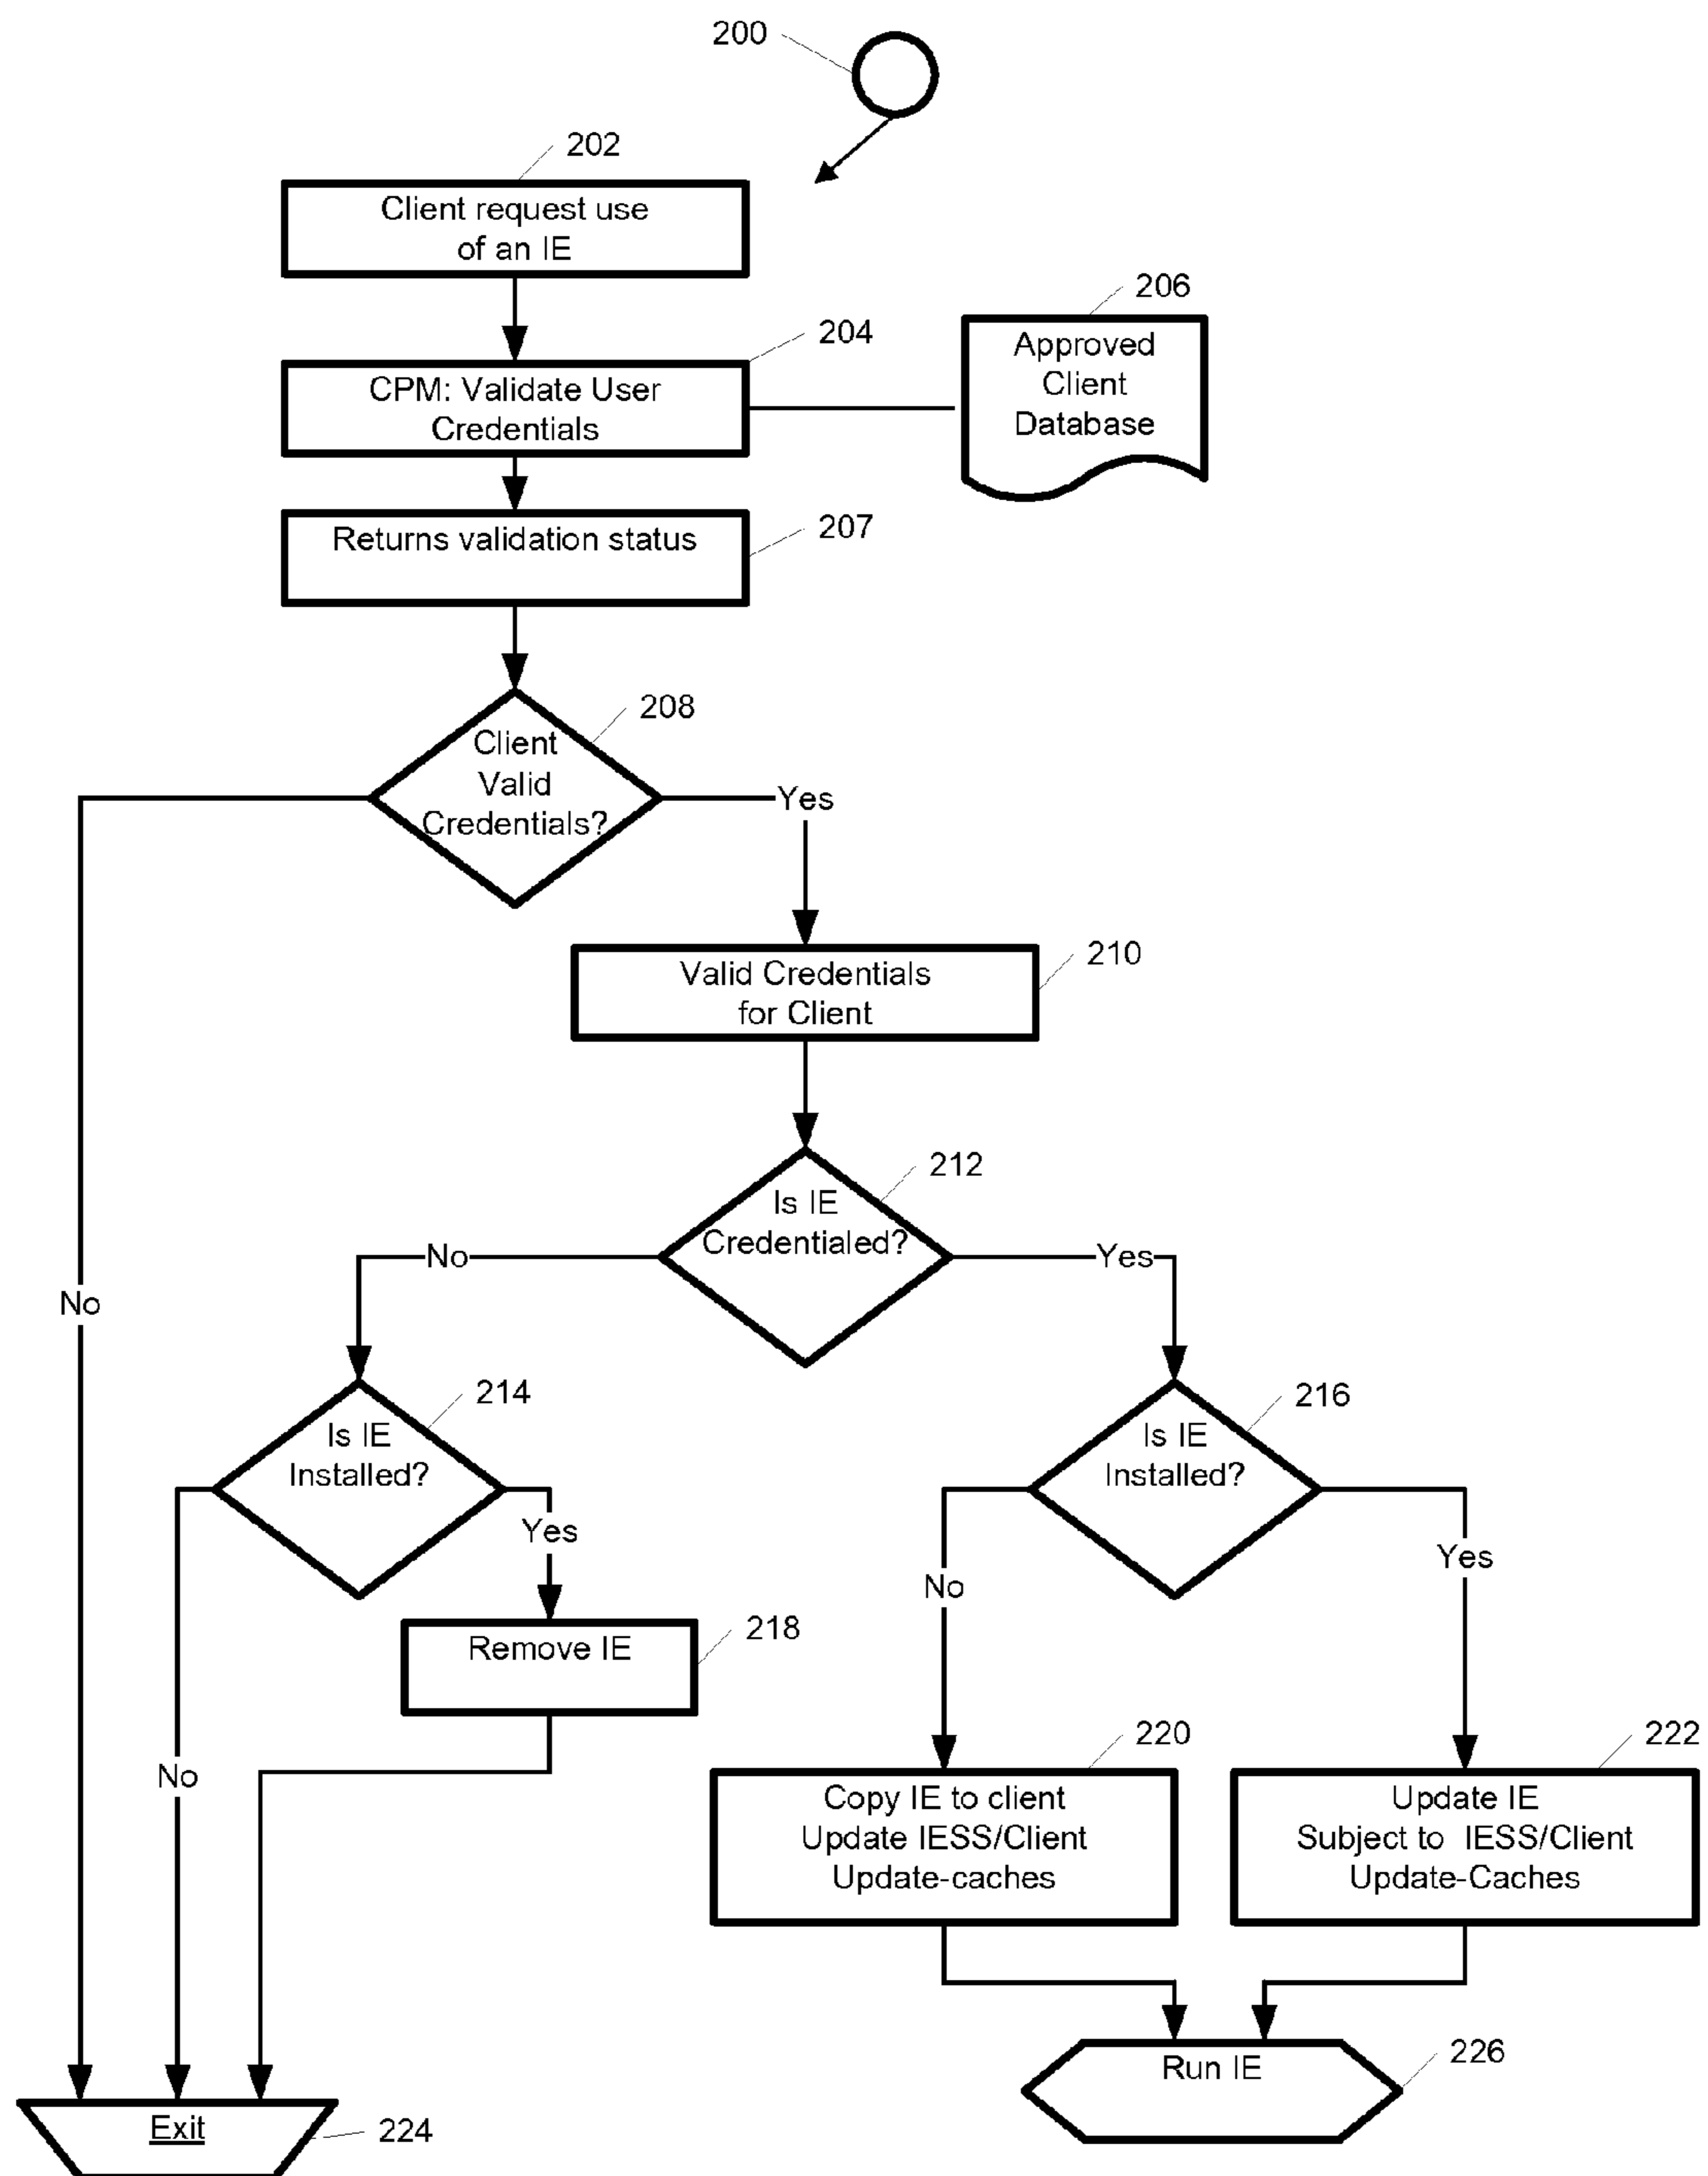 200
202
Client request use
of an IE
206
Approved
Client
Database
204
CPM: Validate User
Credentials
Returns validation status
207
208
Client
Valid
Credentials?
Yes
210
Valid Credentials
for Client
212
Is IE
Credentialed?
No
Yes
No
214
Is IE
Installed?
216
Is IE
Installed?
Yes
Yes
No
218
Remove IE
No
220
Copy IE to client
Update IESS/Client
Update-caches
222
Update IE
Subject to IESS/Client
Update-Caches
Run IE
226
Exit
224